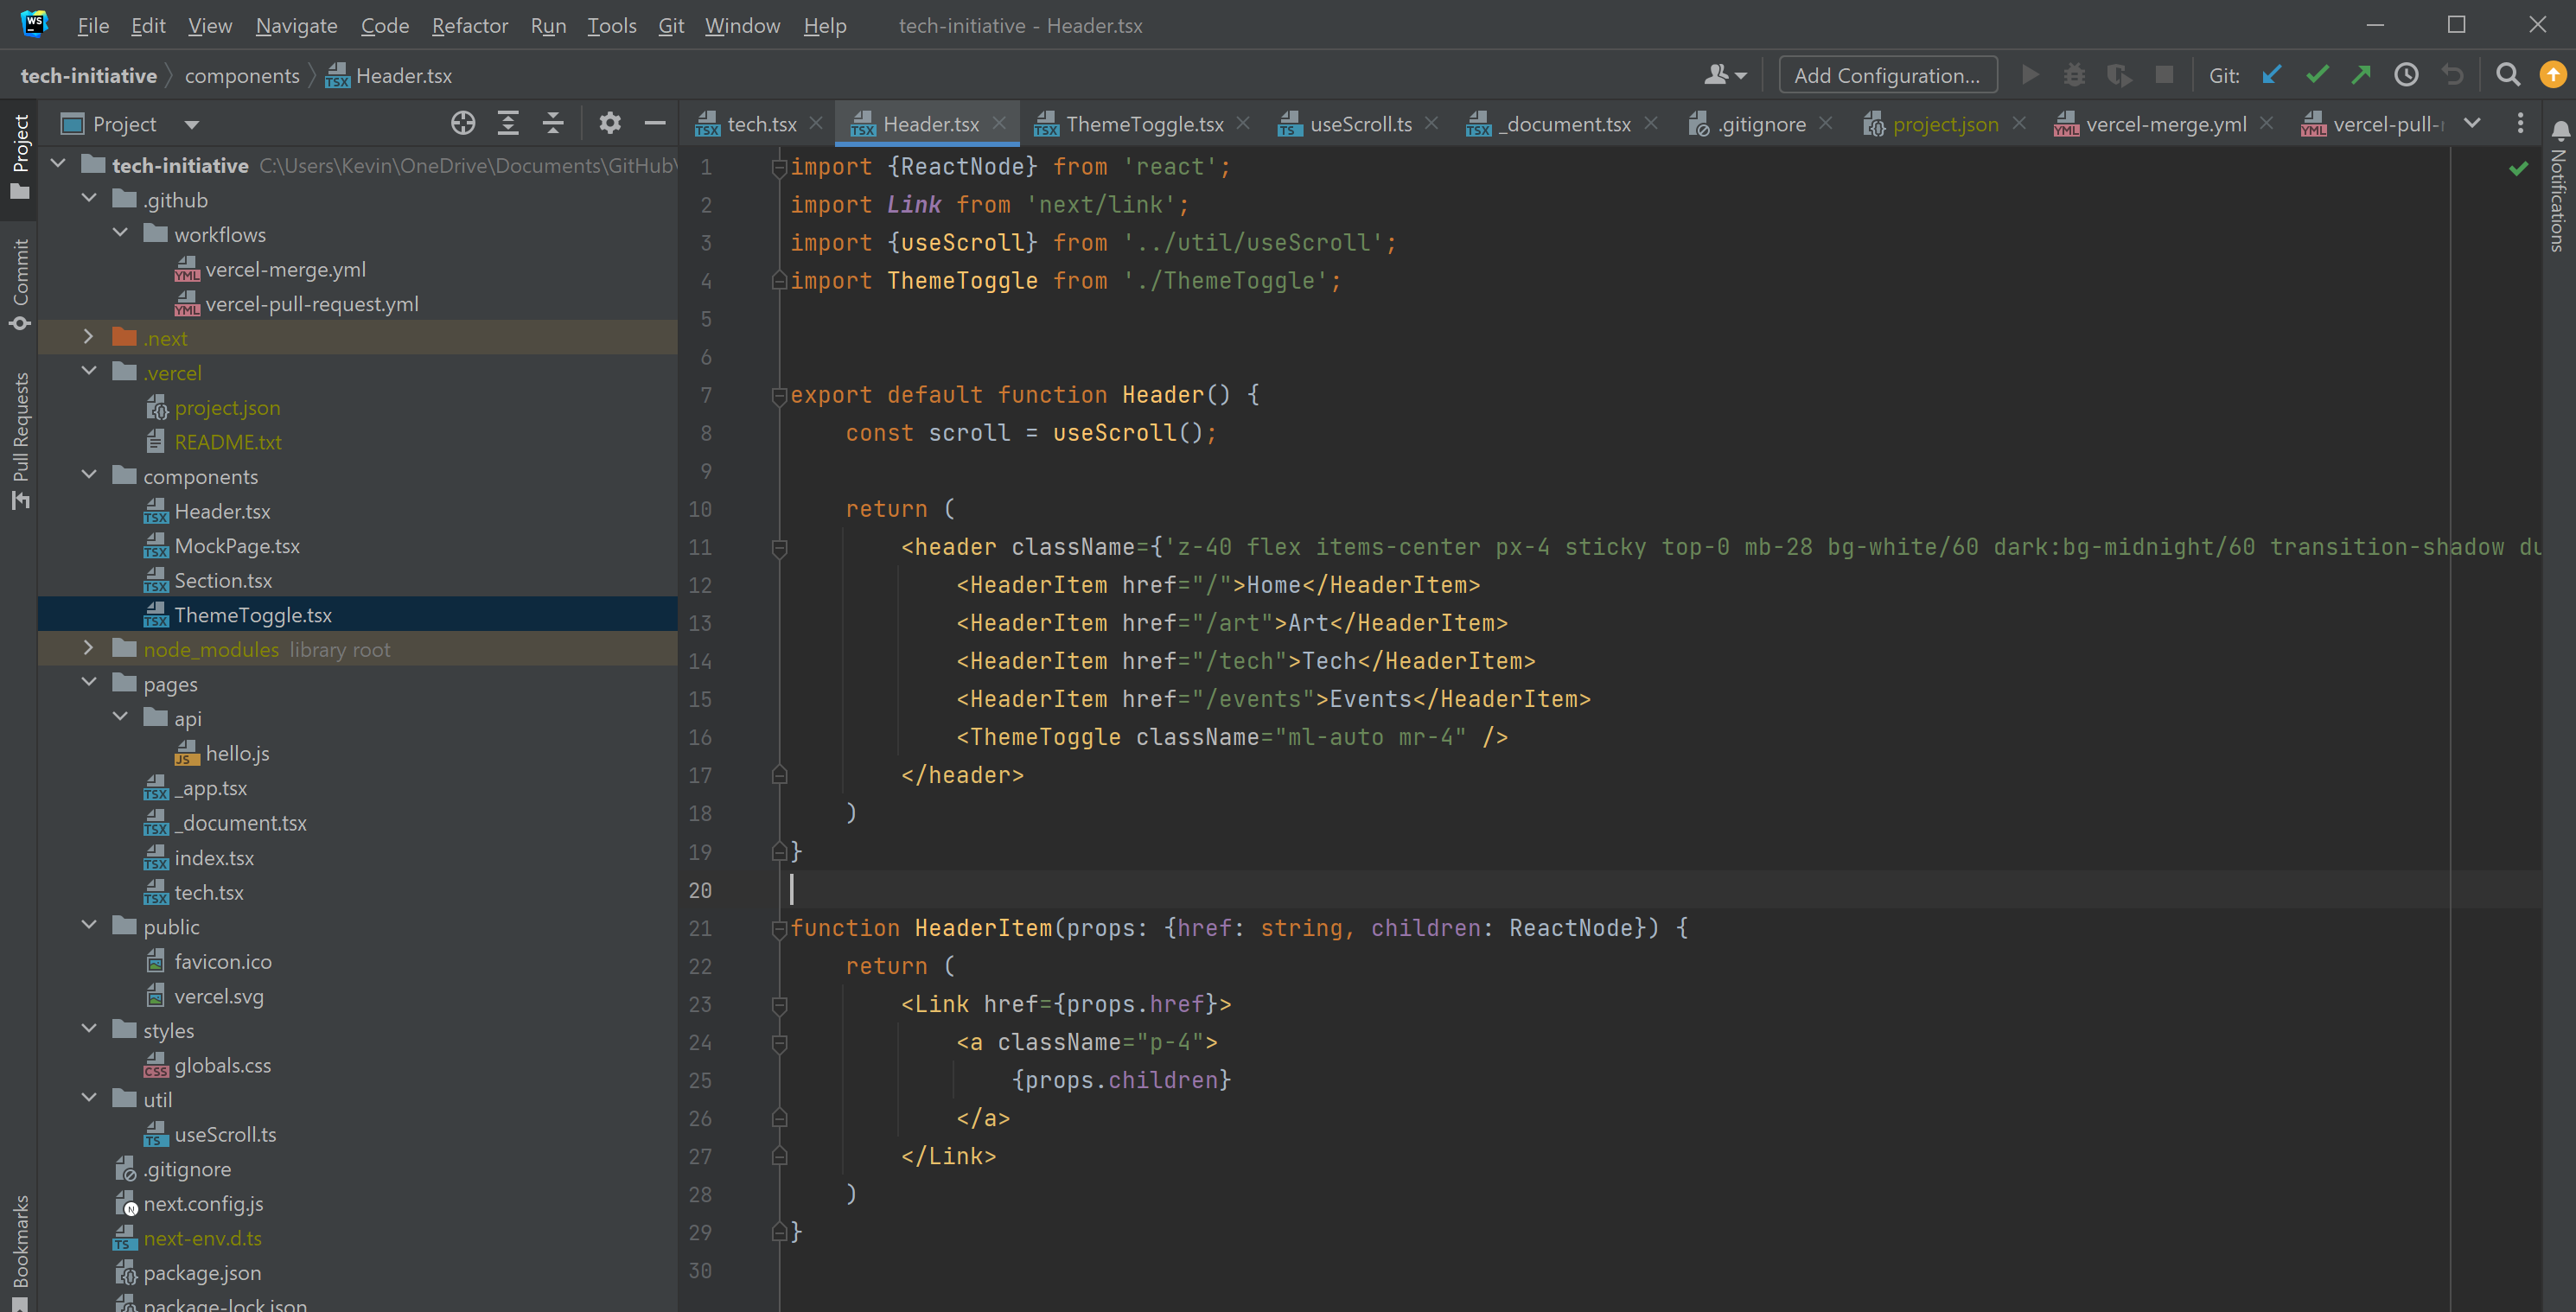 WS File Edit View Navigate Code Refactor Run Tools Git Window Help tech-initiative - Header.tsx
tech-initiative components Header.tsx Add Configuration... Git:
Project
tech.tsx Header.tsx ThemeToggle.tsx useScroll.ts _document.tsx .gitignore project.json vercel-merge.yml vercel-pull-
Project
Commit
Pull Requests
Bookmarks
Notifications
tech-initiative C:\Users\Kevin\OneDrive\Documents\GitHub\
.github
workflows
vercel-merge.yml
vercel-pull-request.yml
.next
.vercel
project.json
README.txt
components
Header.tsx
MockPage.tsx
Section.tsx
ThemeToggle.tsx
node_modules library root
pages
api
hello.js
_app.tsx
_document.tsx
index.tsx
tech.tsx
public
favicon.ico
vercel.svg
styles
globals.css
util
useScroll.ts
.gitignore
next.config.js
next-env.d.ts
package.json
package-lock.json
1 import {ReactNode} from 'react';
2 import Link from 'next/link';
3 import {useScroll} from '../util/useScroll';
4 import ThemeToggle from './ThemeToggle';
5
6
7 export default function Header() {
8 const scroll = useScroll();
9
10 return (
11 <header className={'z-40 flex items-center px-4 sticky top-0 mb-28 bg-white/60 dark:bg-midnight/60 transition-shadow du
12 <HeaderItem href="/">Home</HeaderItem>
13 <HeaderItem href="/art">Art</HeaderItem>
14 <HeaderItem href="/tech">Tech</HeaderItem>
15 <HeaderItem href="/events">Events</HeaderItem>
16 <ThemeToggle className="ml-auto mr-4" />
17 </header>
18 )
19 }
20
21 function HeaderItem(props: {href: string, children: ReactNode}) {
22 return (
23 <Link href={props.href}>
24 <a className="p-4">
25 {props.children}
26 </a>
27 </Link>
28 )
29 }
30